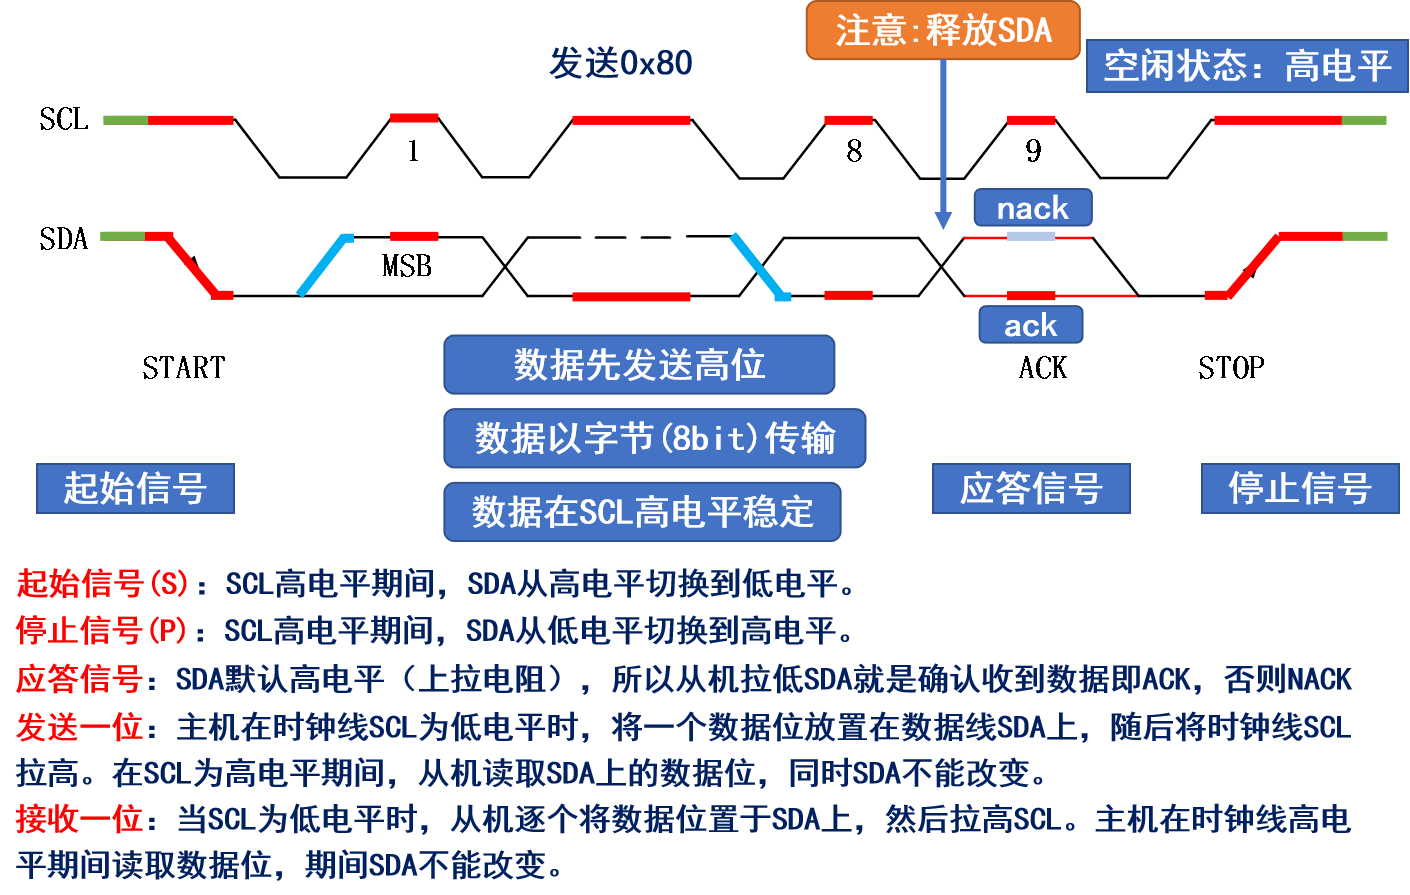 注意:释放SDA
发送0x80
空闲状态：高电平
SCL
1
8
9
nack
SDA
MSB
ack
START
数据先发送高位
ACK
STOP
数据以字节(8bit)传输
起始信号
数据在SCL高电平稳定
应答信号
停止信号
起始信号(S)：SCL高电平期间，SDA从高电平切换到低电平。
停止信号(P)：SCL高电平期间，SDA从低电平切换到高电平。
应答信号：SDA默认高电平（上拉电阻），所以从机拉低SDA就是确认收到数据即ACK，否则NACK
发送一位：主机在时钟线SCL为低电平时，将一个数据位放置在数据线SDA上，随后将时钟线SCL
拉高。在SCL为高电平期间，从机读取SDA上的数据位，同时SDA不能改变。
接收一位：当SCL为低电平时，从机逐个将数据位置于SDA上，然后拉高SCL。主机在时钟线高电
平期间读取数据位，期间SDA不能改变。